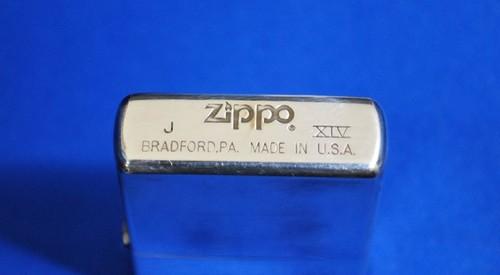 Zippo®
J XIV
BRADFORD,PA. MADE IN U.S.A.